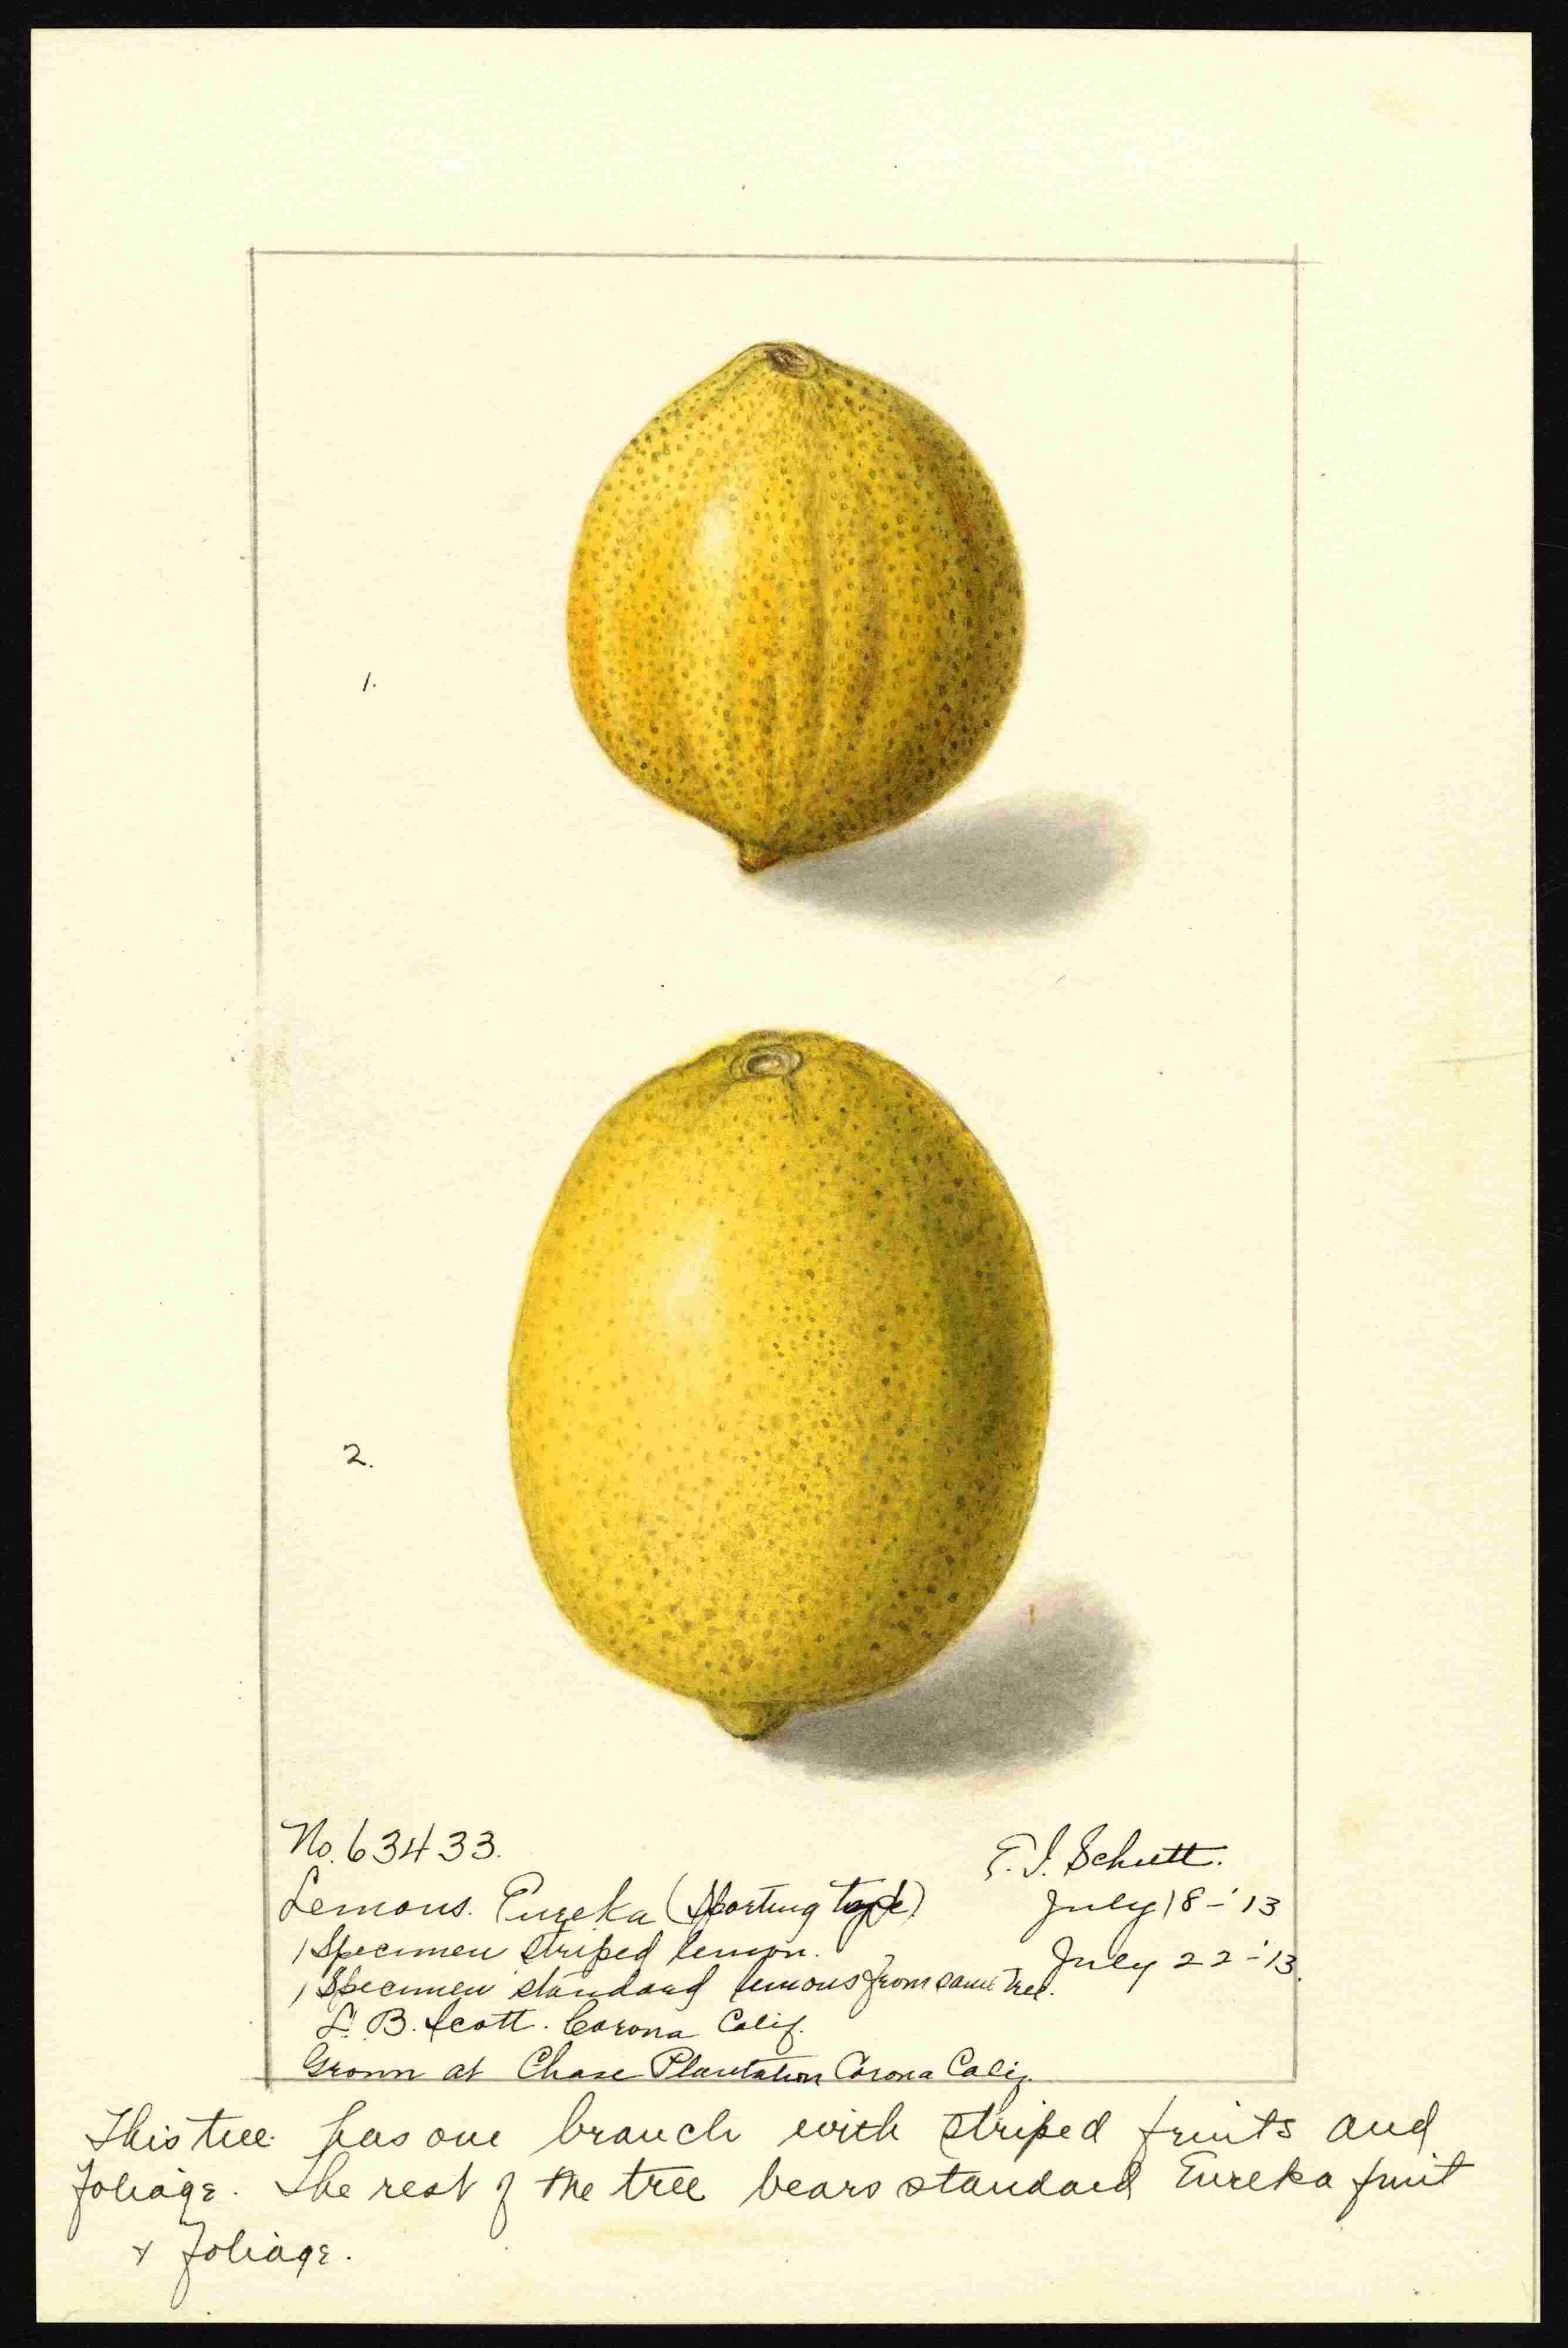 1.
2.
No. 63433.
E. I. Schutt.
Lemons. Eureka (Sporting type)
July 18-'13
1 Specimen striped lemon.
July 22-'13.
1 Specimen standard lemons from same tree.
L. B. Scott. Corona Calif.
Grown at Chase Plantation Corona Calif.
This tree has one branch with striped fruits and
foliage. The rest of the tree bears standard Eureka fruit
+ foliage.